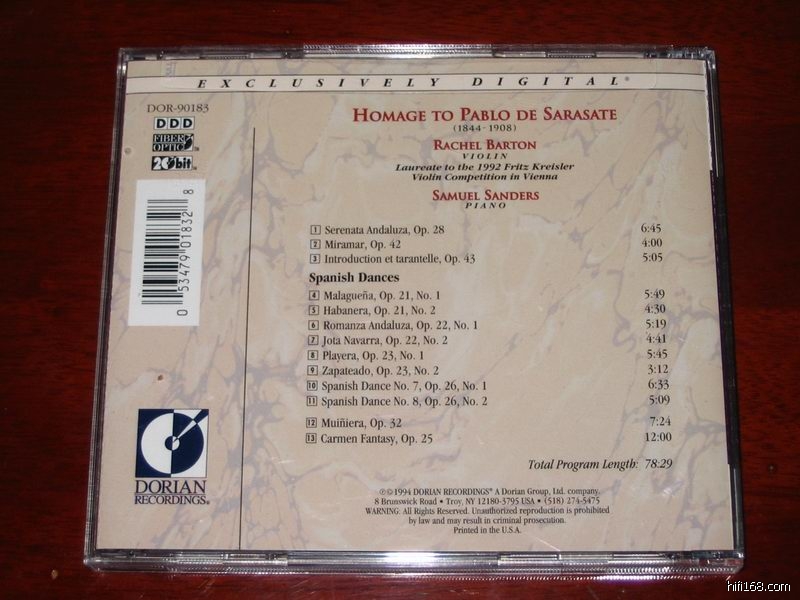 EXCLUSIVELY DIGITAL®
DOR-90183
DDD
FIBER OPTIC™
20bit™
0 53479 01832 8
HOMAGE TO PABLO DE SARASATE
(1844-1908)
RACHEL BARTON
VIOLIN
Laureate to the 1992 Fritz Kreisler
Violin Competition in Vienna
SAMUEL SANDERS
PIANO
1 Serenata Andaluza, Op. 28 6:45
2 Miramar, Op. 42 4:00
3 Introduction et tarantelle, Op. 43 5:05
Spanish Dances
4 Malagueña, Op. 21, No. 1 5:49
5 Habanera, Op. 21, No. 2 4:30
6 Romanza Andaluza, Op. 22, No. 1 5:19
7 Jota Navarra, Op. 22, No. 2 4:41
8 Playera, Op. 23, No. 1 5:45
9 Zapateado, Op. 23, No. 2 3:12
10 Spanish Dance No. 7, Op. 26, No. 1 6:33
11 Spanish Dance No. 8, Op. 26, No. 2 5:09
12 Muiñiera, Op. 32 7:24
13 Carmen Fantasy, Op. 25 12:00
Total Program Length: 78:29
DORIAN
RECORDINGS®
℗©1994 DORIAN RECORDINGS® A Dorian Group, Ltd. company.
8 Brunswick Road • Troy, NY 12180-3795 USA • (518) 274-5475
WARNING: All Rights Reserved. Unauthorized reproduction is prohibited
by law and may result in criminal prosecution.
Printed in the U.S.A.
hifi168.com